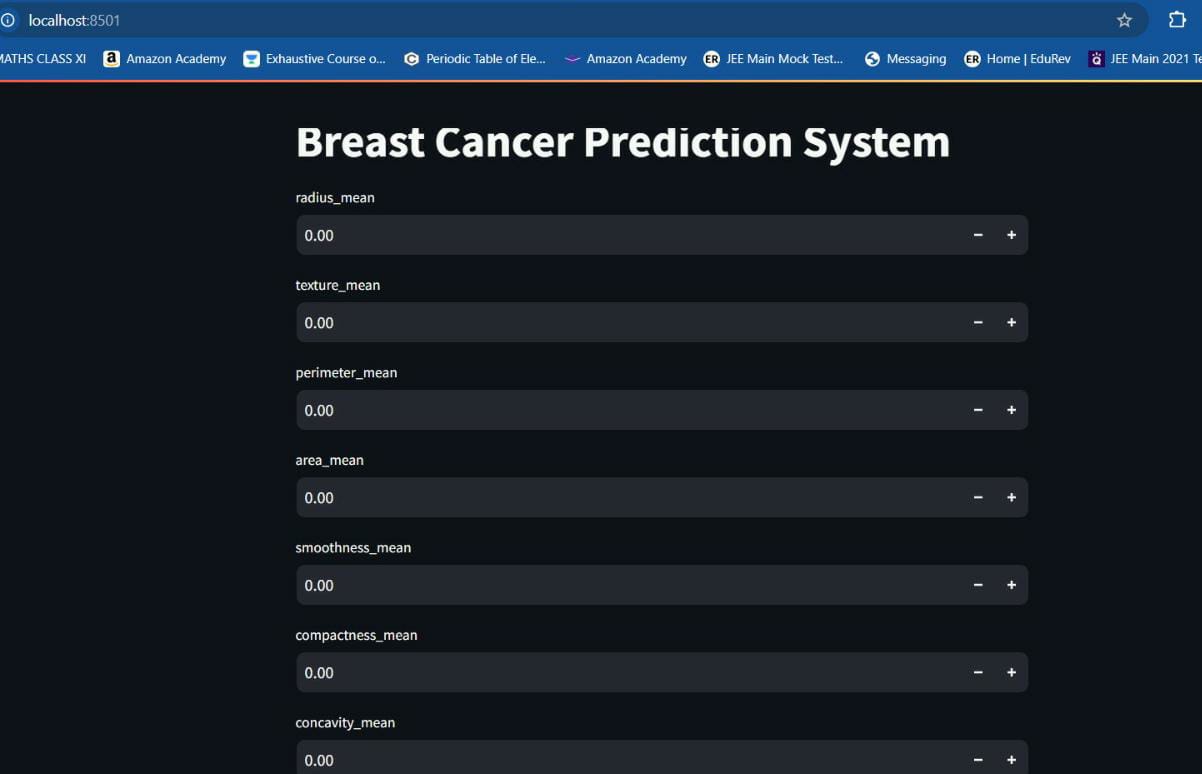 localhost:8501
MATHS CLASS XI Amazon Academy Exhaustive Course o... Periodic Table of Ele... Amazon Academy JEE Main Mock Test... Messaging Home | EduRev JEE Main 2021 Te
Breast Cancer Prediction System
radius_mean
0.00
texture_mean
0.00
perimeter_mean
0.00
area_mean
0.00
smoothness_mean
0.00
compactness_mean
0.00
concavity_mean
0.00